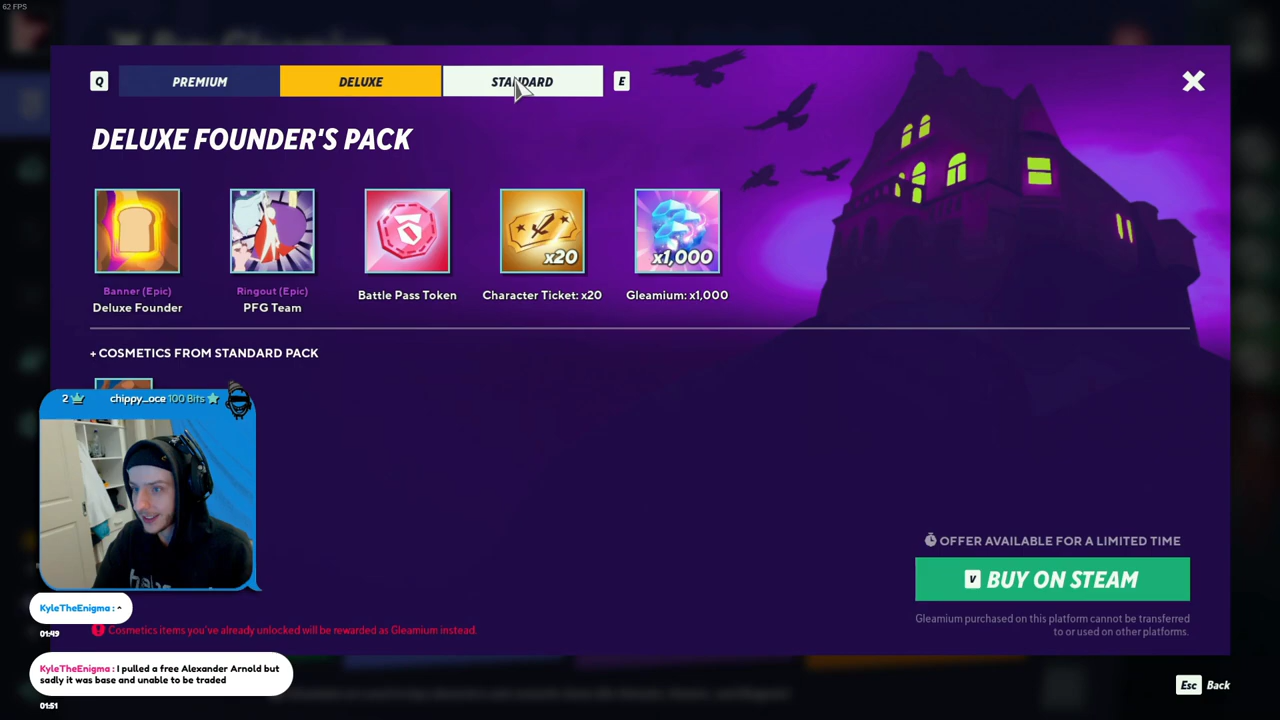 62 FPS
Q
PREMIUM
DELUXE
STANDARD
E
DELUXE FOUNDER'S PACK
x20
x1,000
Banner (Epic)
Deluxe Founder
Ringout (Epic)
PFG Team
Battle Pass Token
Character Ticket: x20
Gleamium: x1,000
+ COSMETICS FROM STANDARD PACK
2
chippy_oce 100 Bits
OFFER AVAILABLE FOR A LIMITED TIME
V BUY ON STEAM
Gleamium purchased on this platform cannot be transferred
to or used on other platforms.
KyleTheEnigma : ^
01:49
Cosmetics items you've already unlocked will be rewarded as Gleamium instead.
KyleTheEnigma : I pulled a free Alexander Arnold but
sadly it was base and unable to be traded
01:51
Esc Back